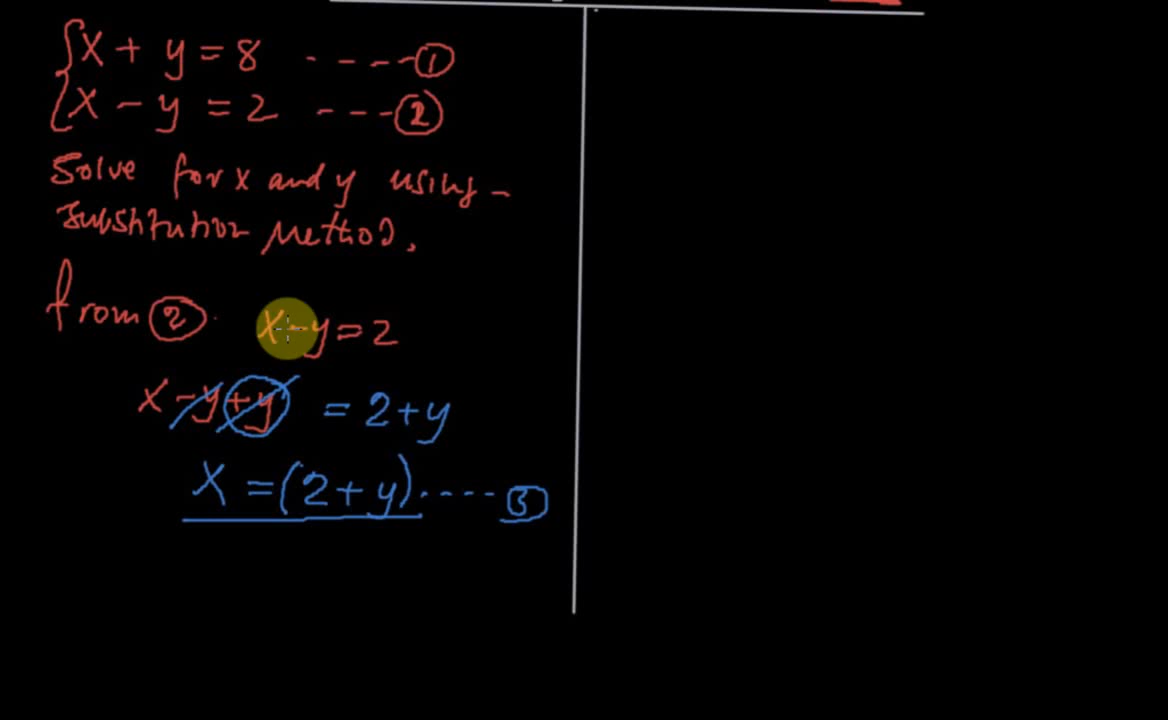 x + y = 8 - - - - ①
x - y = 2 - - - ②
Solve for x and y using -
substitution Method.
from ②. x - y = 2
x - y + y = 2 + y
x = (2 + y) - - - - ③